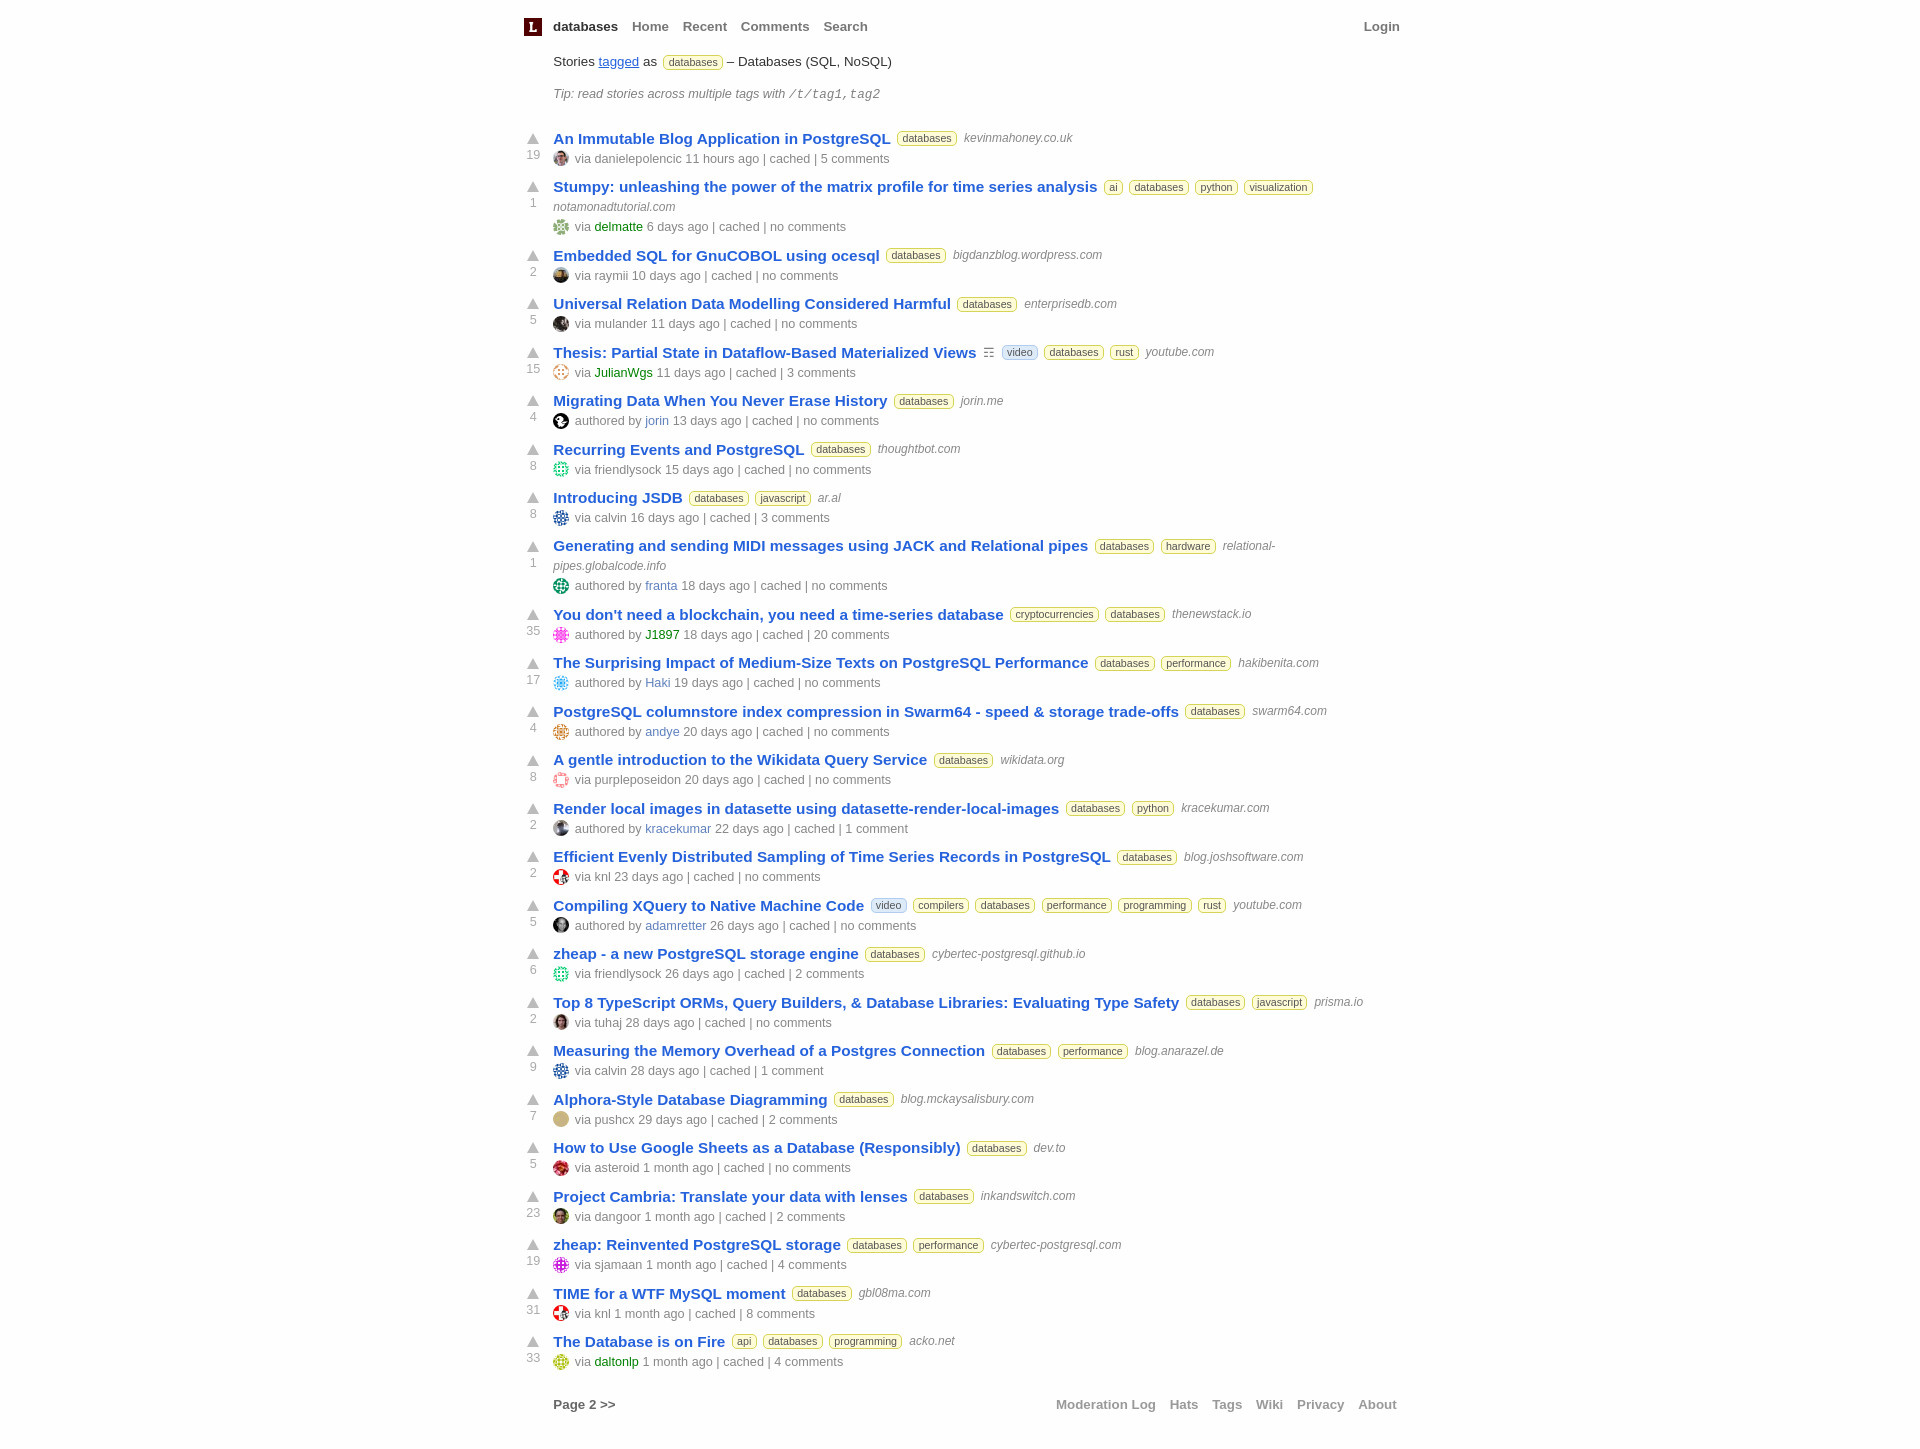 L databases Home Recent Comments Search Login
Stories tagged as databases – Databases (SQL, NoSQL)
Tip: read stories across multiple tags with /t/tag1,tag2
An Immutable Blog Application in PostgreSQL databases kevinmahoney.co.uk
19 via danielepolencic 11 hours ago | cached | 5 comments
Stumpy: unleashing the power of the matrix profile for time series analysis ai databases python visualization
1 notamonadtutorial.com
via delmatte 6 days ago | cached | no comments
Embedded SQL for GnuCOBOL using ocesql databases bigdanzblog.wordpress.com
2 via raymii 10 days ago | cached | no comments
Universal Relation Data Modelling Considered Harmful databases enterprisedb.com
5 via mulander 11 days ago | cached | no comments
Thesis: Partial State in Dataflow-Based Materialized Views ☶ video databases rust youtube.com
15 via JulianWgs 11 days ago | cached | 3 comments
Migrating Data When You Never Erase History databases jorin.me
4 authored by jorin 13 days ago | cached | no comments
Recurring Events and PostgreSQL databases thoughtbot.com
8 via friendlysock 15 days ago | cached | no comments
Introducing JSDB databases javascript ar.al
8 via calvin 16 days ago | cached | 3 comments
Generating and sending MIDI messages using JACK and Relational pipes databases hardware relational-
1 pipes.globalcode.info
authored by franta 18 days ago | cached | no comments
You don't need a blockchain, you need a time-series database cryptocurrencies databases thenewstack.io
35 authored by J1897 18 days ago | cached | 20 comments
The Surprising Impact of Medium-Size Texts on PostgreSQL Performance databases performance hakibenita.com
17 authored by Haki 19 days ago | cached | no comments
PostgreSQL columnstore index compression in Swarm64 - speed & storage trade-offs databases swarm64.com
4 authored by andye 20 days ago | cached | no comments
A gentle introduction to the Wikidata Query Service databases wikidata.org
8 via purpleposeidon 20 days ago | cached | no comments
Render local images in datasette using datasette-render-local-images databases python kracekumar.com
2 authored by kracekumar 22 days ago | cached | 1 comment
Efficient Evenly Distributed Sampling of Time Series Records in PostgreSQL databases blog.joshsoftware.com
2 via knl 23 days ago | cached | no comments
Compiling XQuery to Native Machine Code video compilers databases performance programming rust youtube.com
5 authored by adamretter 26 days ago | cached | no comments
zheap - a new PostgreSQL storage engine databases cybertec-postgresql.github.io
6 via friendlysock 26 days ago | cached | 2 comments
Top 8 TypeScript ORMs, Query Builders, & Database Libraries: Evaluating Type Safety databases javascript prisma.io
2 via tuhaj 28 days ago | cached | no comments
Measuring the Memory Overhead of a Postgres Connection databases performance blog.anarazel.de
9 via calvin 28 days ago | cached | 1 comment
Alphora-Style Database Diagramming databases blog.mckaysalisbury.com
7 via pushcx 29 days ago | cached | 2 comments
How to Use Google Sheets as a Database (Responsibly) databases dev.to
5 via asteroid 1 month ago | cached | no comments
Project Cambria: Translate your data with lenses databases inkandswitch.com
23 via dangoor 1 month ago | cached | 2 comments
zheap: Reinvented PostgreSQL storage databases performance cybertec-postgresql.com
19 via sjamaan 1 month ago | cached | 4 comments
TIME for a WTF MySQL moment databases gbl08ma.com
31 via knl 1 month ago | cached | 8 comments
The Database is on Fire api databases programming acko.net
33 via daltonlp 1 month ago | cached | 4 comments
Page 2 >> Moderation Log Hats Tags Wiki Privacy About